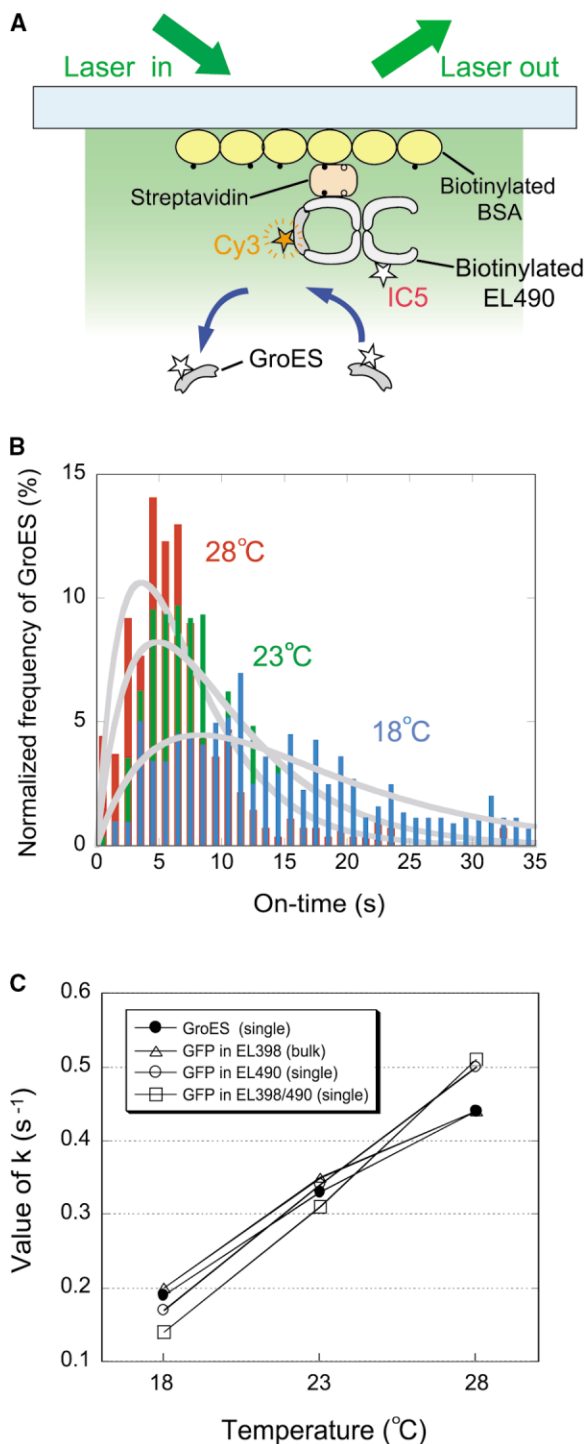 A
Laser in
Laser out
Streptavidin
Biotinylated
BSA
Cy3
Biotinylated
EL490
IC5
GroES
B
Normalized frequency of GroES (%)
15
10
5
0
28°C
23°C
18°C
0 5 10 15 20 25 30 35
On-time (s)
C
Value of k (s⁻¹)
0.6
0.5
0.4
0.3
0.2
0.1
GroES (single)
GFP in EL398 (bulk)
GFP in EL490 (single)
GFP in EL398/490 (single)
18 23 28
Temperature (°C)